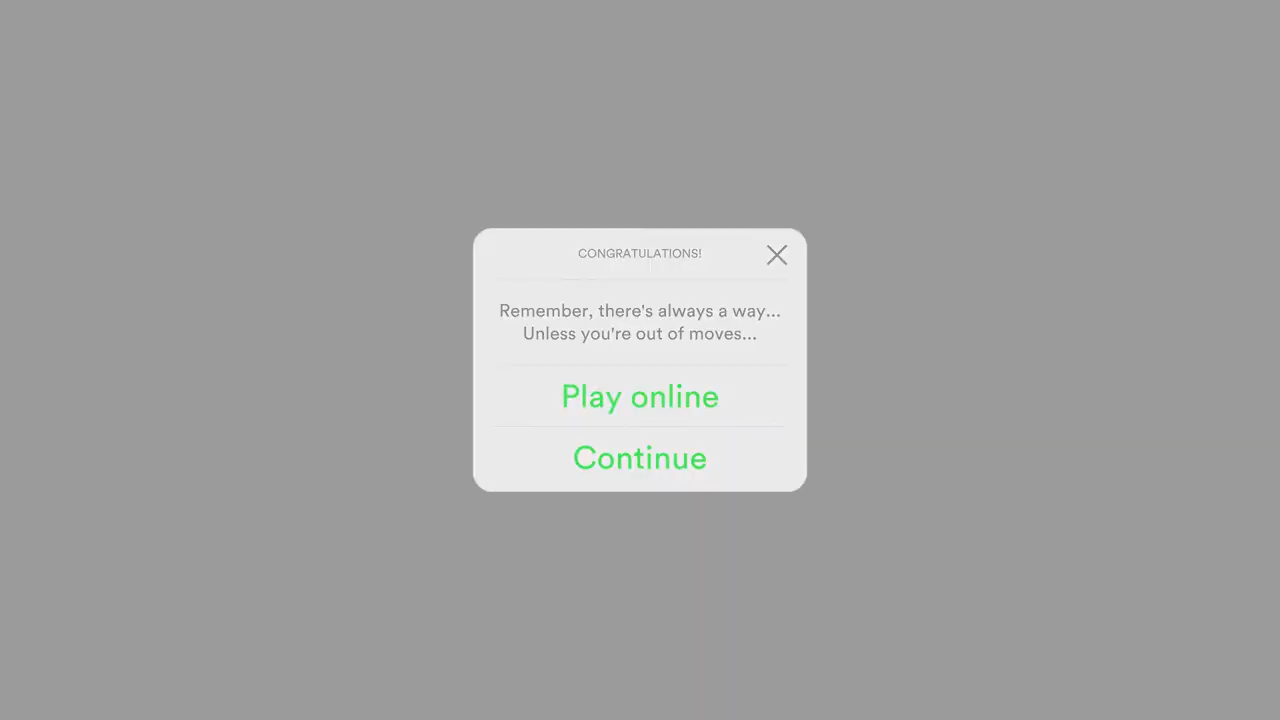 CONGRATULATIONS!
Remember, there's always a way...
Unless you're out of moves...
Play online
Continue